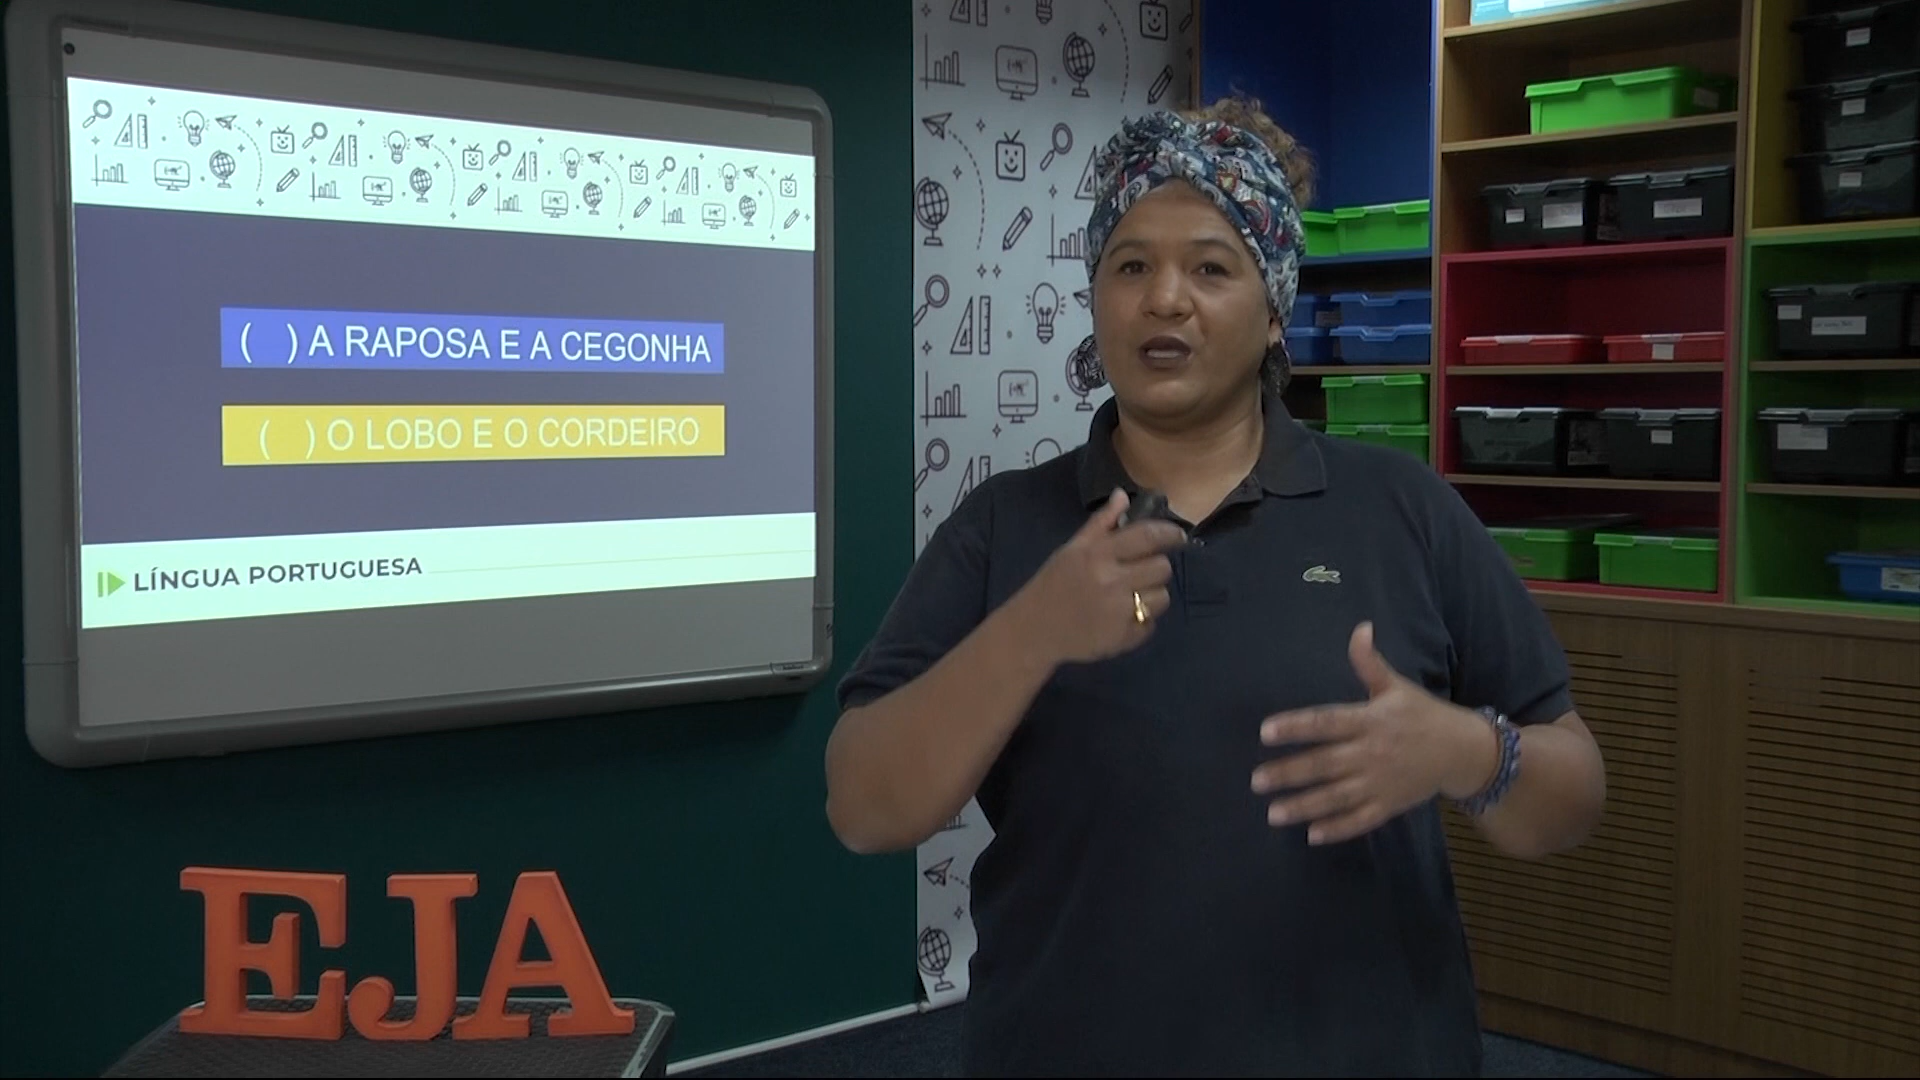 (   ) A RAPOSA E A CEGONHA
(   ) O LOBO E O CORDEIRO
LÍNGUA PORTUGUESA
EJA